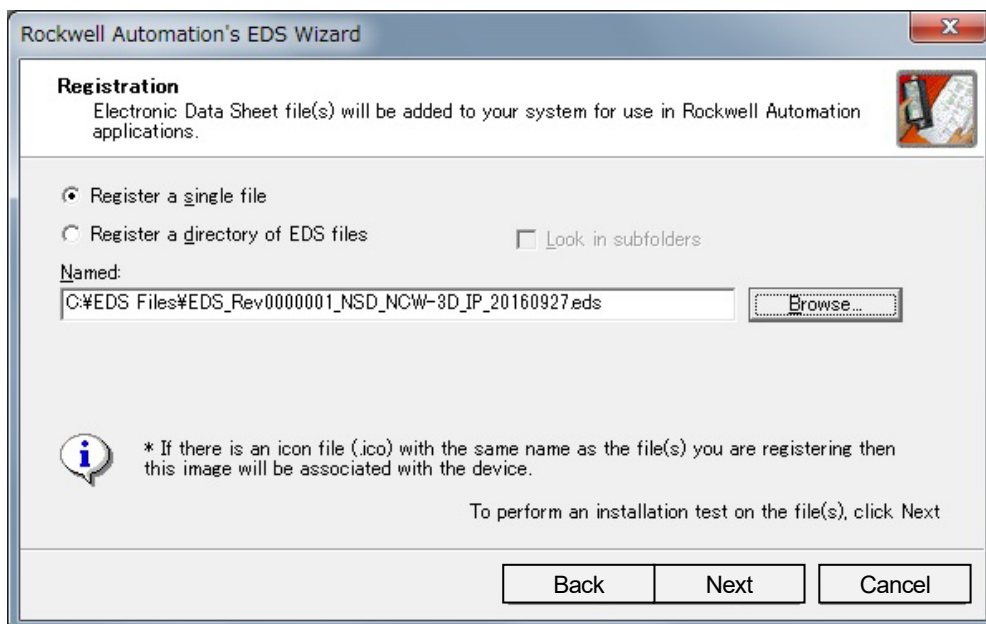 Rockwell Automation's EDS Wizard
Registration
Electronic Data Sheet file(s) will be added to your system for use in Rockwell Automation
applications.
Register a single file
Register a directory of EDS files
Look in subfolders
Named:
C:¥EDS Files¥EDS_Rev0000001_NSD_NCW-3D_IP_20160927.eds
Browse...
* If there is an icon file (.ico) with the same name as the file(s) you are registering then
this image will be associated with the device.
To perform an installation test on the file(s), click Next
Back
Next
Cancel